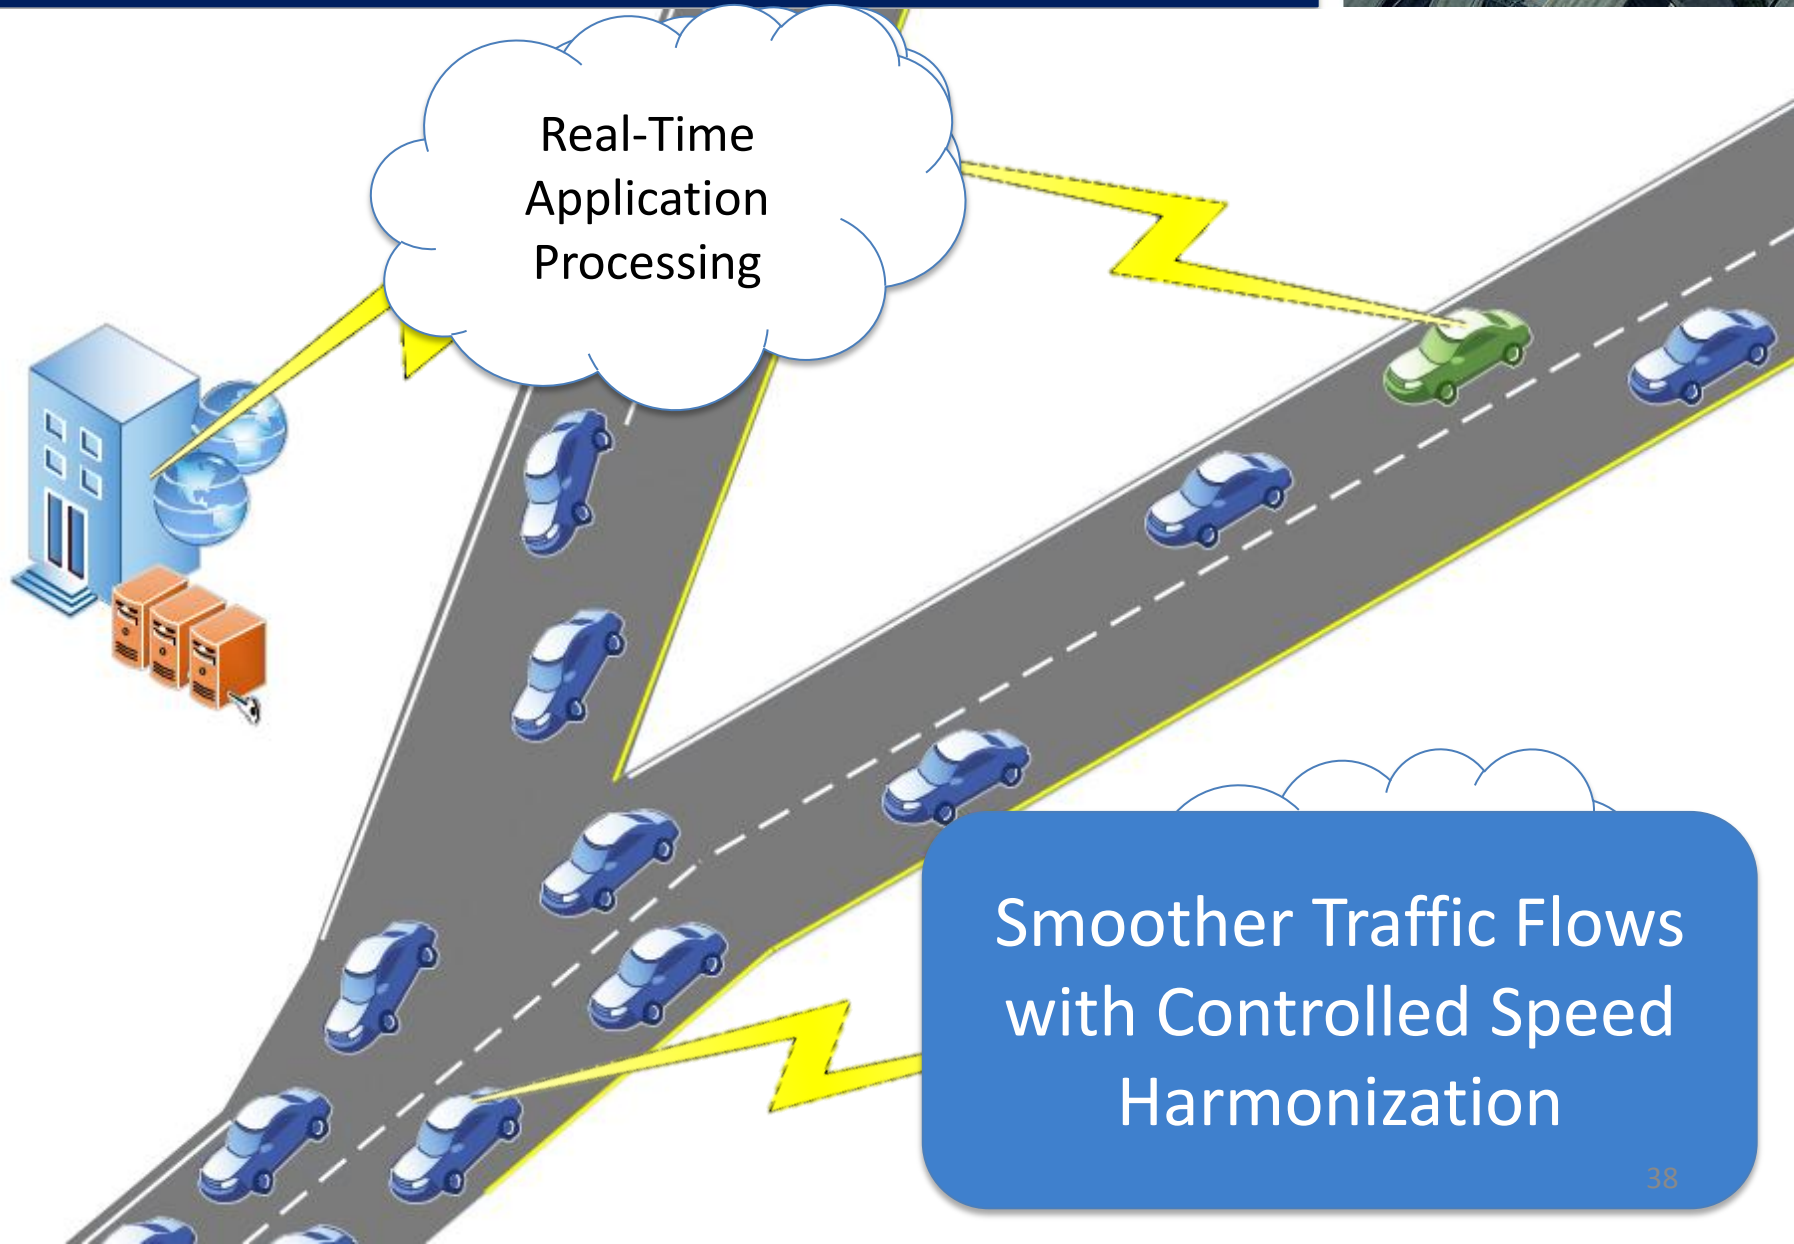 Real-Time
Application
Processing
Smoother Traffic Flows
with Controlled Speed
Harmonization
38